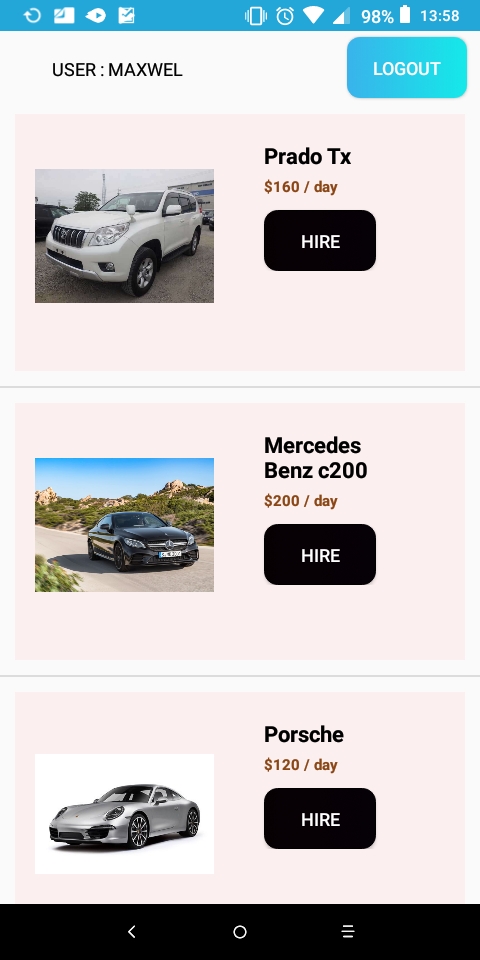 98% 13:58
USER : MAXWEL
LOGOUT
Prado Tx
$160 / day
HIRE
Mercedes
Benz c200
$200 / day
HIRE
Porsche
$120 / day
HIRE